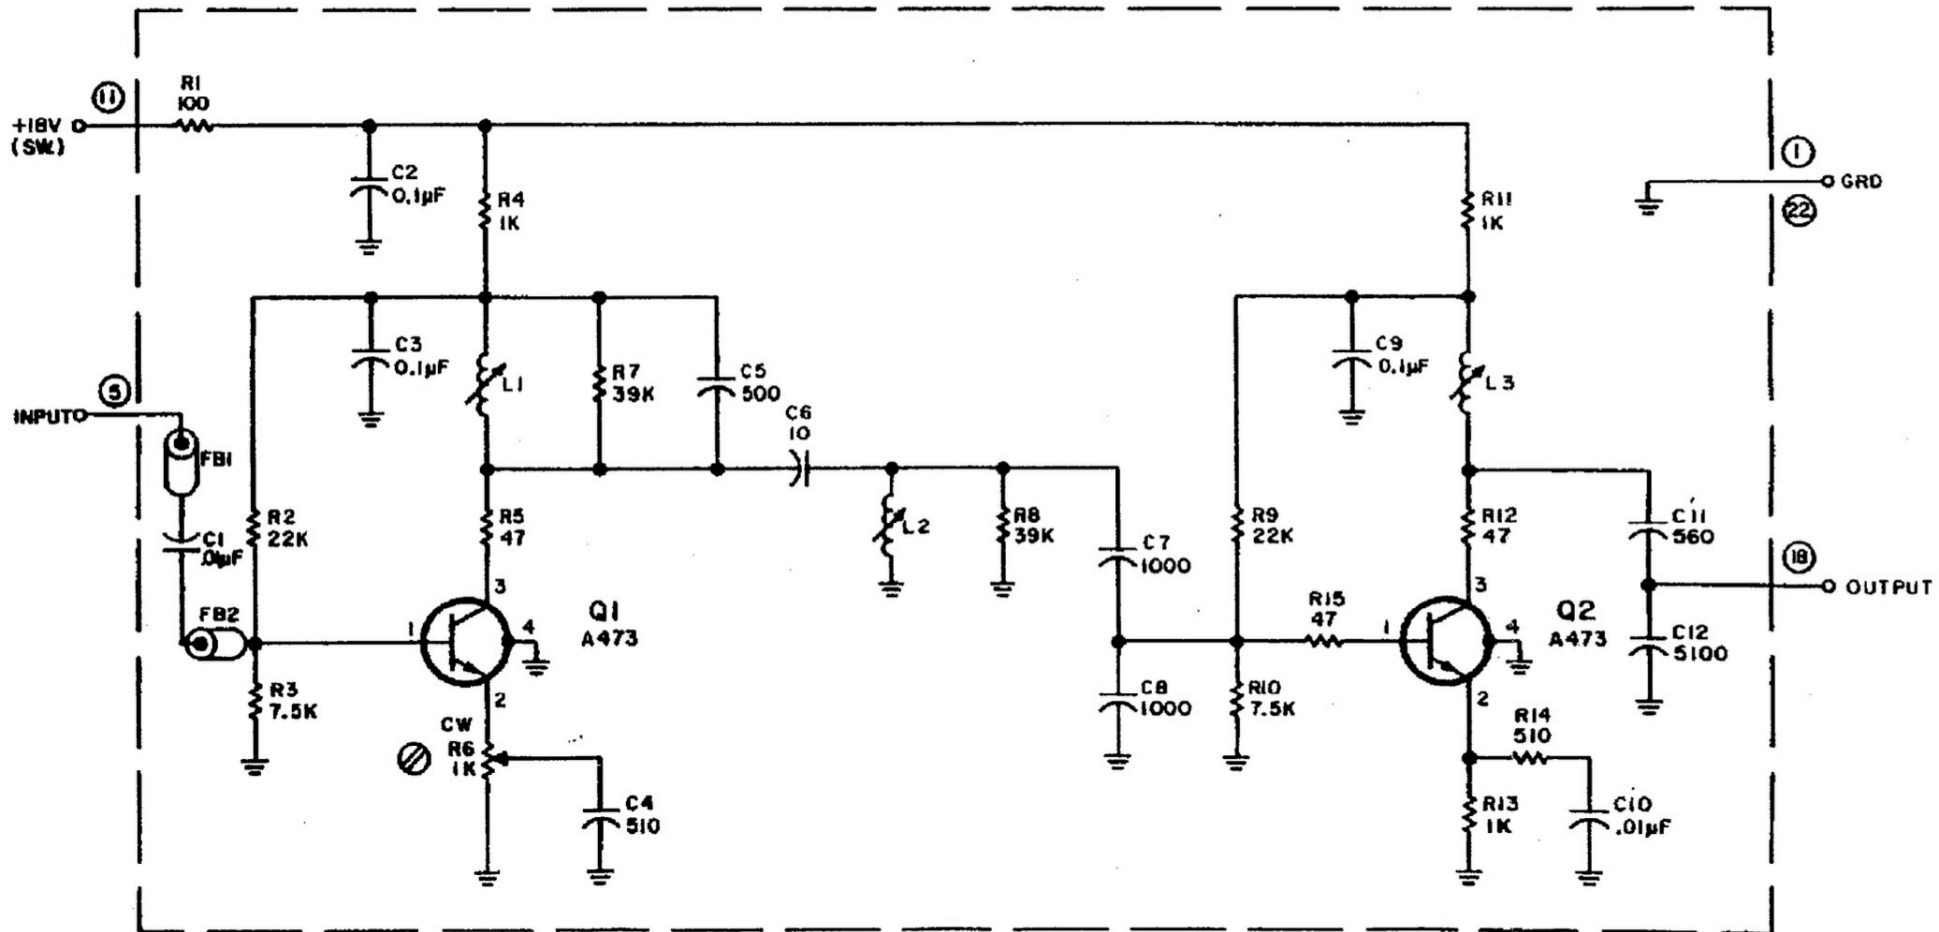 R1
100
11
+18V
(SW.)
C2
0.1µF
R4
1K
R11
1K
1
GRD
22
C3
0.1µF
L1
R7
39K
C5
500
C6
10
C9
0.1µF
L3
5
INPUT
FB1
C1
.01µF
R2
22K
R5
47
L2
R8
39K
C7
1000
R9
22K
R12
47
C11
560
18
OUTPUT
FB2
1
3
4
2
Q1
A473
R15
47
1
3
4
2
Q2
A473
C12
5100
R3
7.5K
CW
R6
1K
C4
510
C8
1000
R10
7.5K
R14
510
R13
1K
C10
.01µF